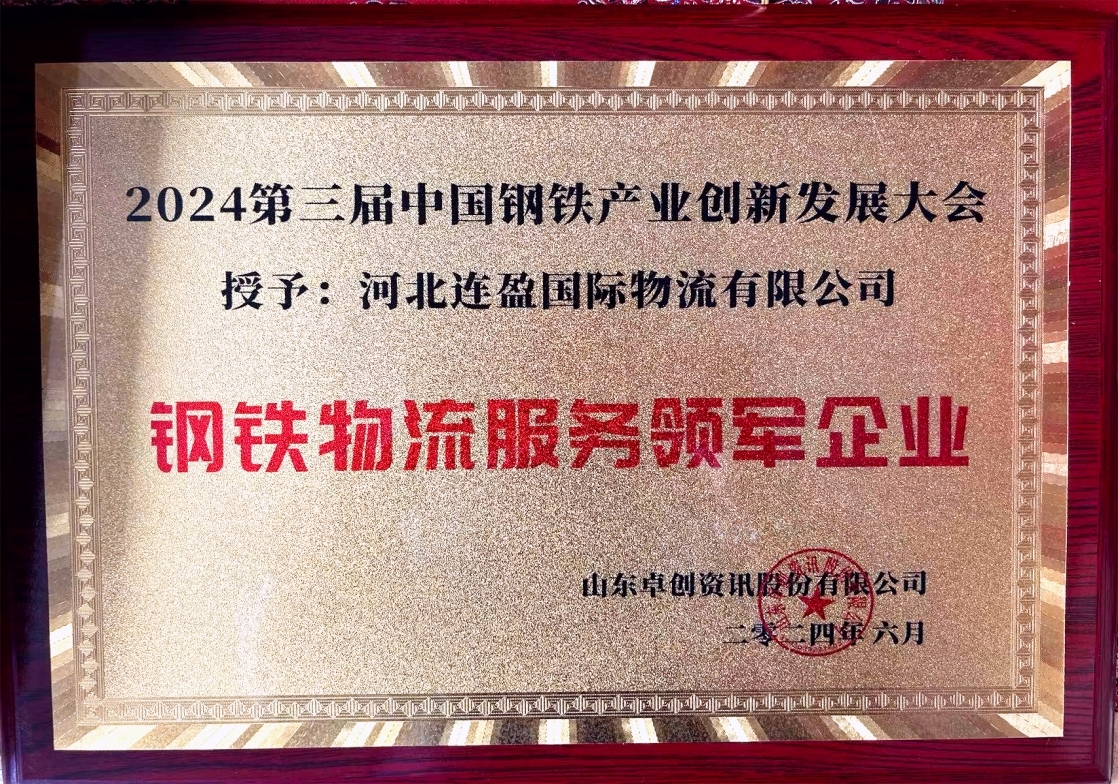 2024第三届中国钢铁产业创新发展大会
授予：河北连盈国际物流有限公司
钢铁物流服务领军企业
山东卓创资讯股份有限公司
二零二四年六月